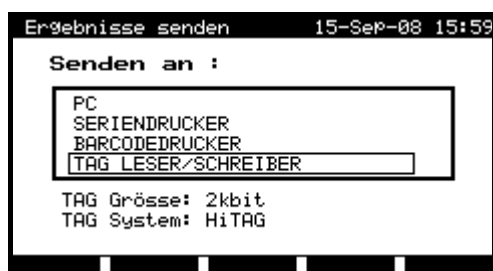 Ergebnisse senden 15-Sep-08 15:59
Senden an :
PC
SERIENDRUCKER
BARCODEDRUCKER
TAG LESER/SCHREIBER
TAG Grösse: 2kbit
TAG System: HiTAG